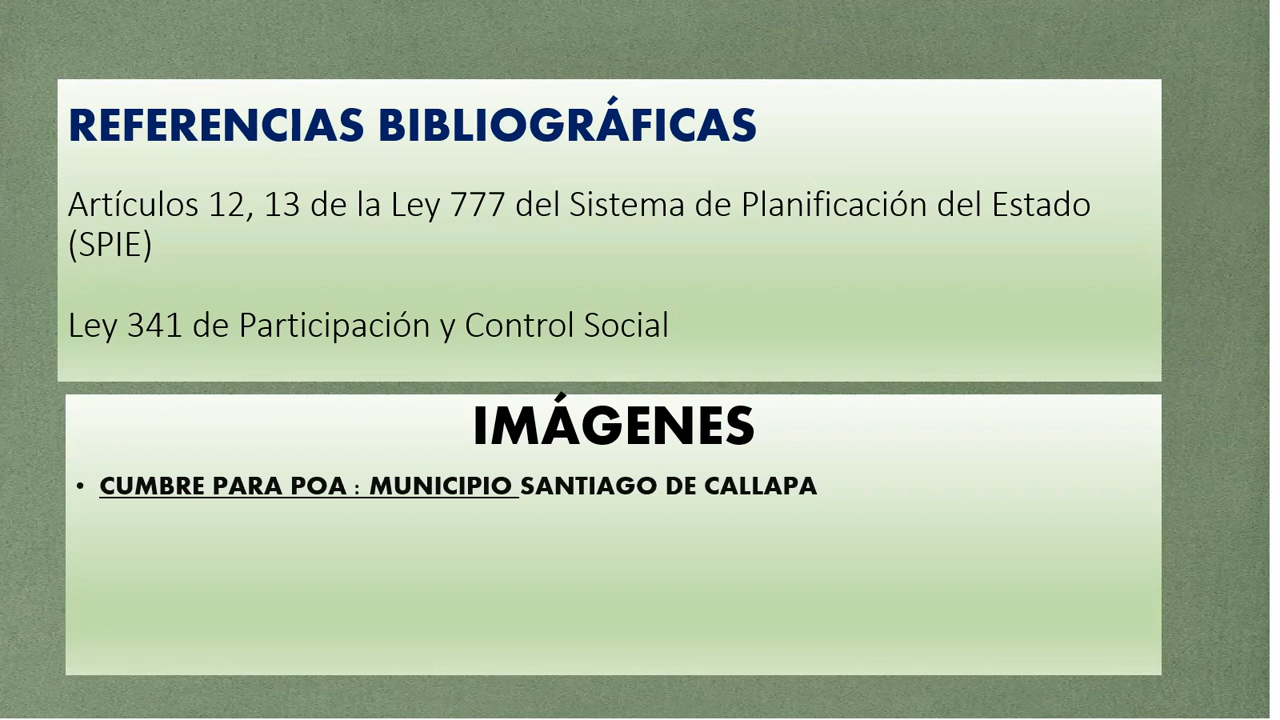 REFERENCIAS BIBLIOGRÁFICAS
Artículos 12, 13 de la Ley 777 del Sistema de Planificación del Estado
(SPIE)
Ley 341 de Participación y Control Social
IMÁGENES
• CUMBRE PARA POA : MUNICIPIO SANTIAGO DE CALLAPA